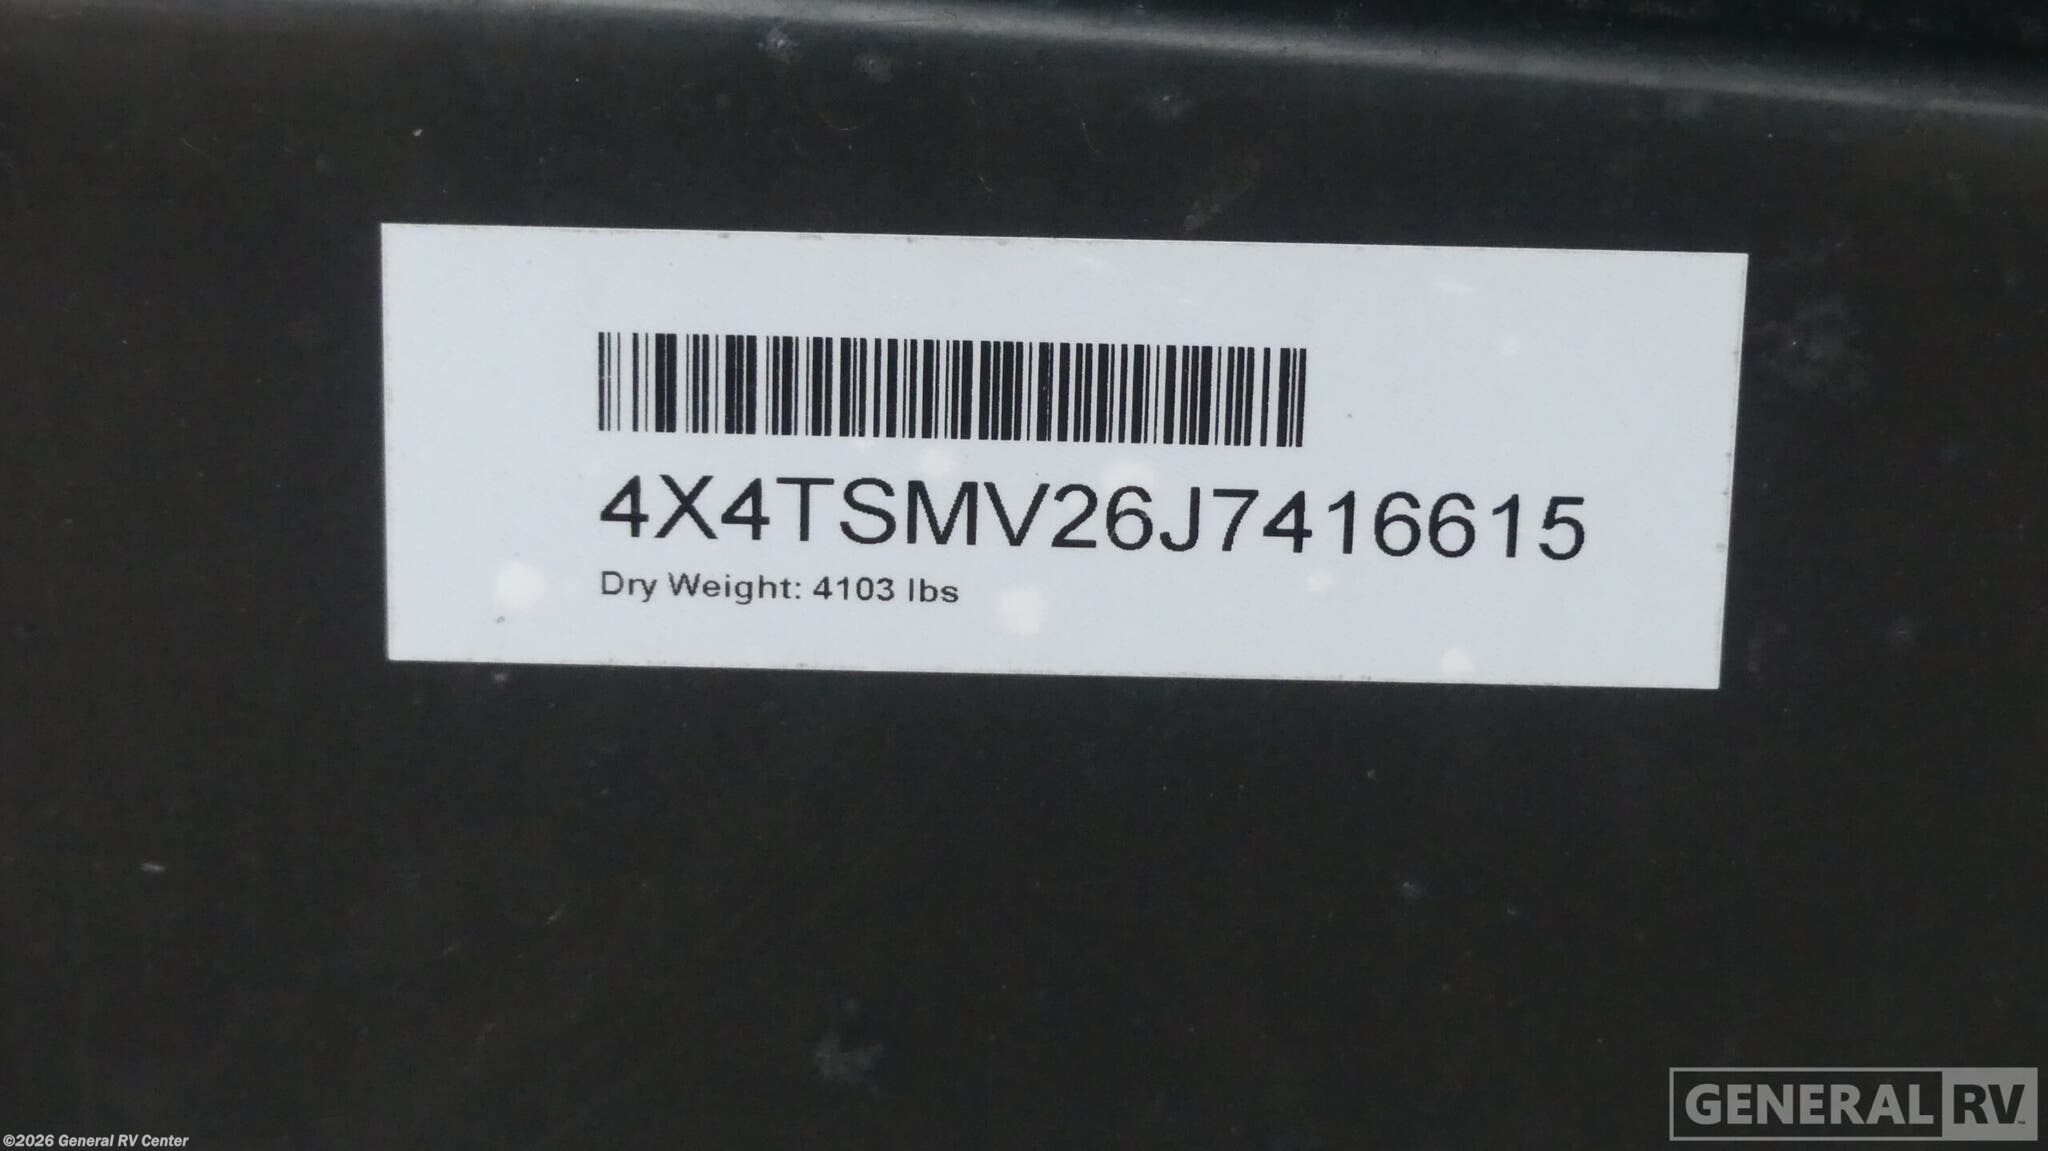 4X4TSMV26J7416615
Dry Weight: 4103 lbs
©2026 General RV Center
GENERAL RV